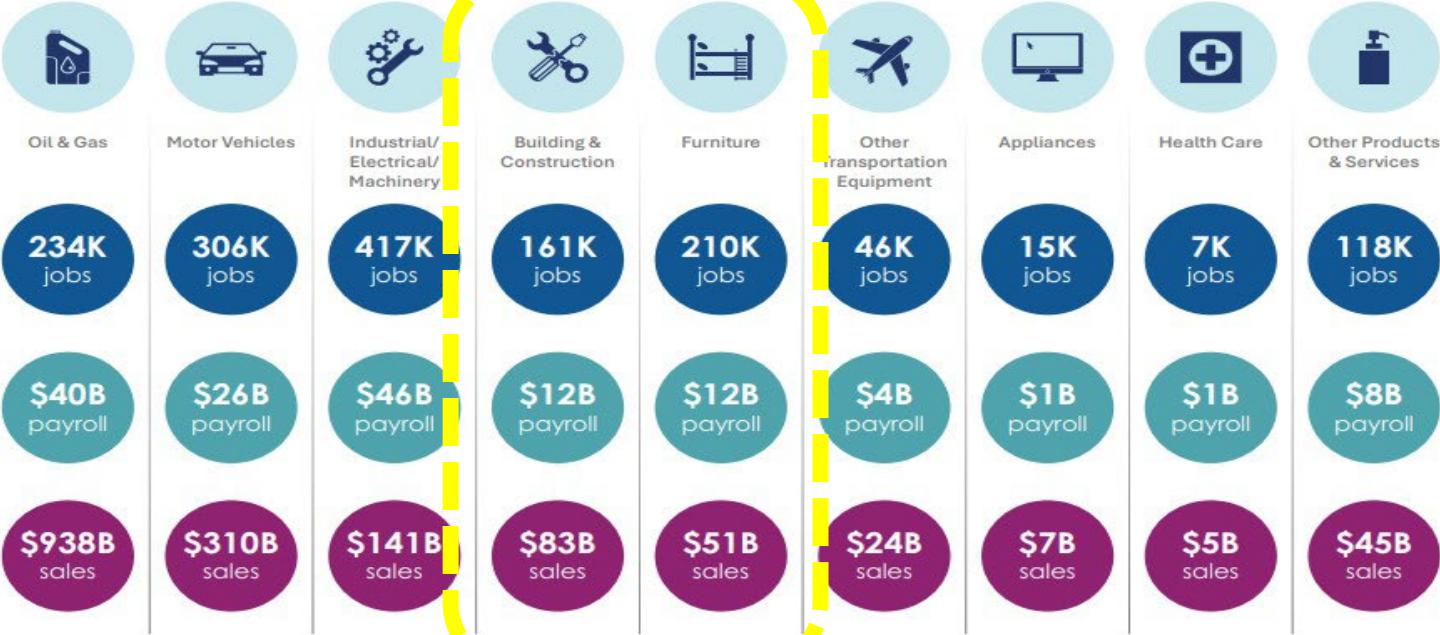 Oil & Gas
Motor Vehicles
Industrial/
Electrical/
Machinery
Building &
Construction
Furniture
Other
Transportation
Equipment
Appliances
Health Care
Other Products
& Services
234K
jobs
306K
jobs
417K
jobs
161K
jobs
210K
jobs
46K
jobs
15K
jobs
7K
jobs
118K
jobs
$40B
payroll
$26B
payroll
$46B
payroll
$12B
payroll
$12B
payroll
$4B
payroll
$1B
payroll
$1B
payroll
$8B
payroll
$938B
sales
$310B
sales
$141B
sales
$83B
sales
$51B
sales
$24B
sales
$7B
sales
$5B
sales
$45B
sales